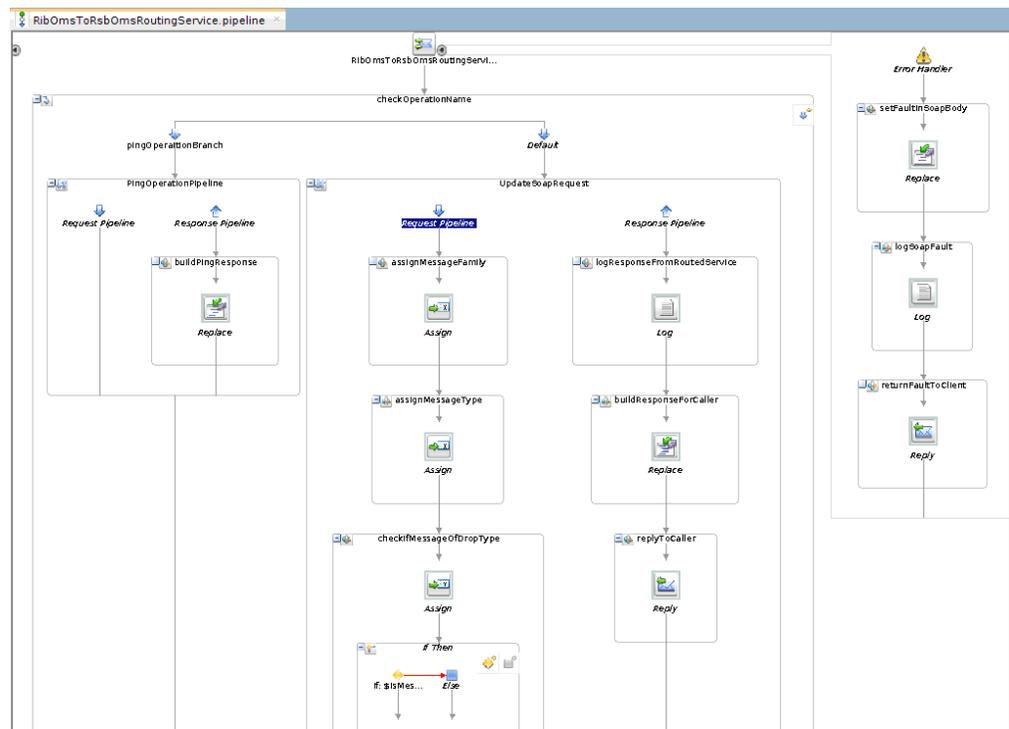 RibOmsToRsbOmsRoutingService.pipeline
RibOmsToRsbOmsRoutingServi...
checkOperationName
pingOperaitionBranch
Default
PingOperationPipeline
Request Pipeline
Response Pipeline
buildPingResponse
Replace
UpdateSoapRequest
Request Pipeline
assignMessageFamily
Assign
assignMessageType
Assign
checkIfMessageOfDropType
Assign
If Then
If: $isMes...
Else
Response Pipeline
logResponseFromRoutedService
Log
buildResponseForCaller
Replace
replyToCaller
Reply
Error Handler
setFaultInSoapBody
Replace
logSoapFault
Log
returnFaultToClient
Reply